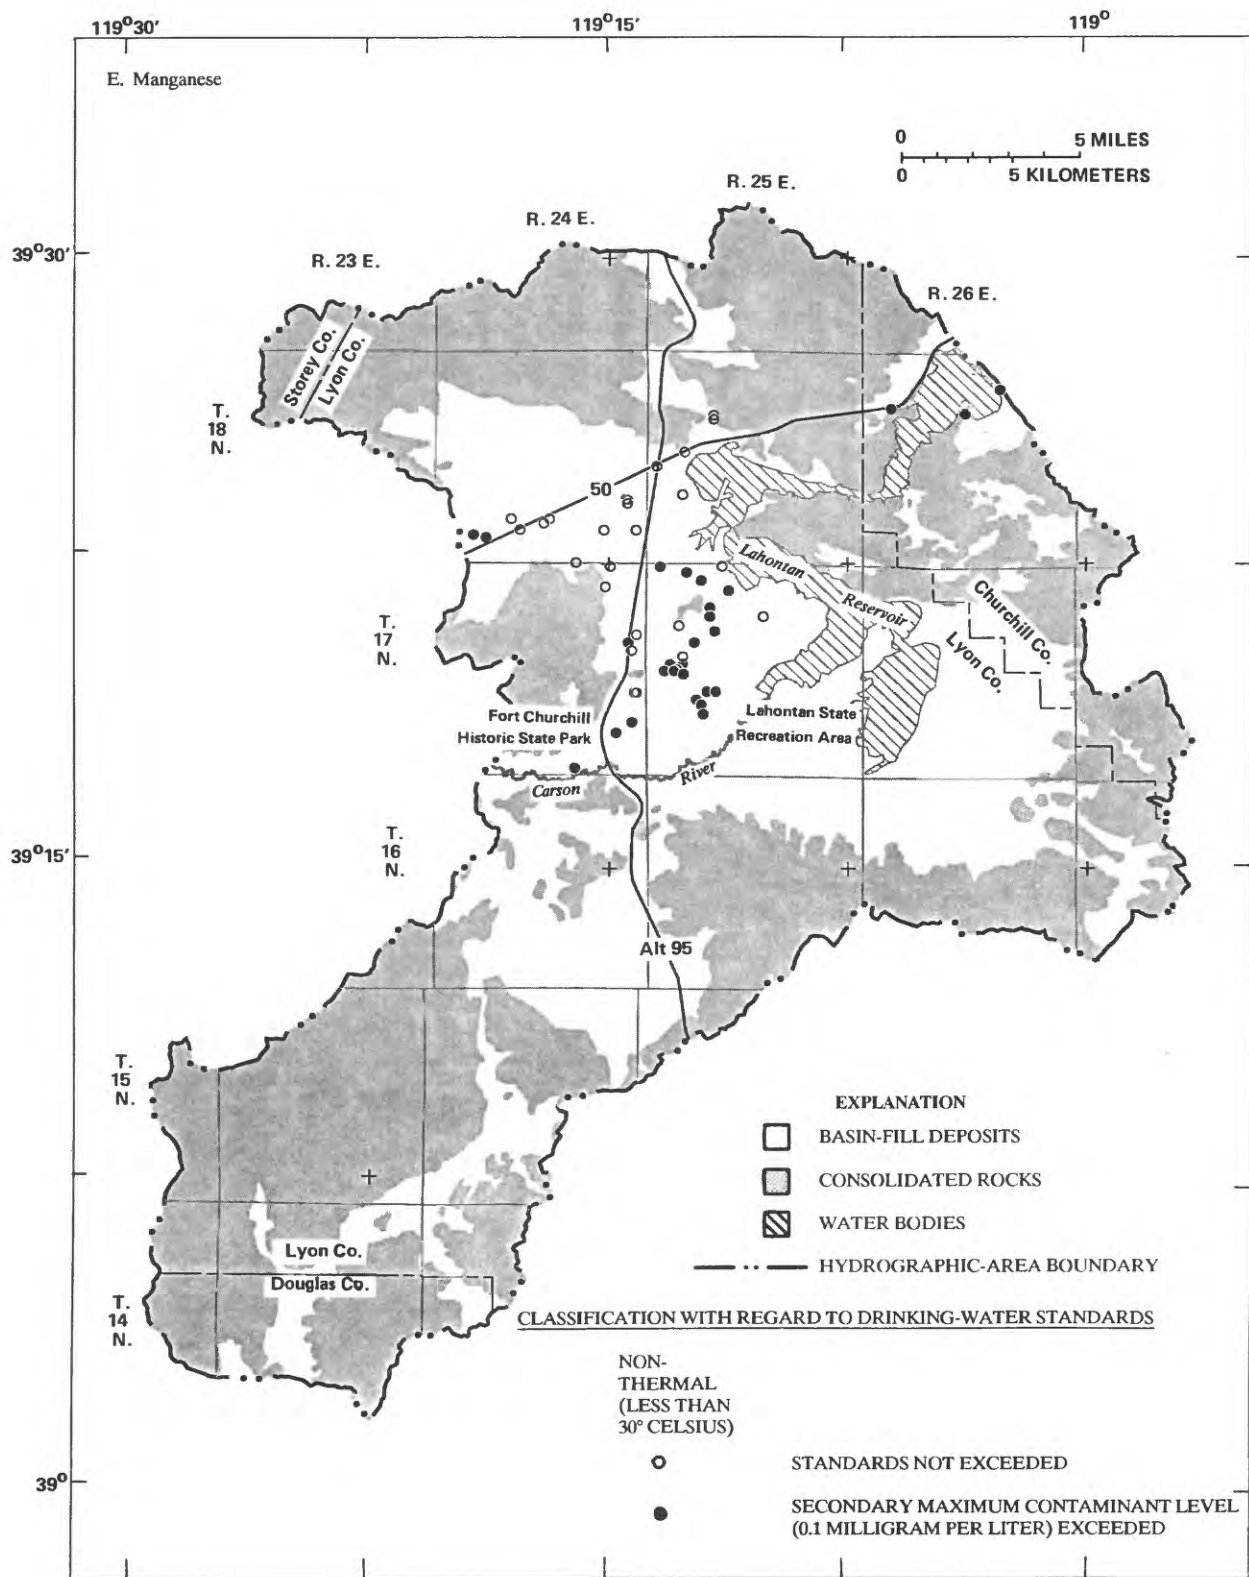 119° 30'
119° 15'
119°
E. Manganese
0 5 MILES
0 5 KILOMETERS
R. 25 E.
R. 24 E.
39° 30'
R. 23 E.
R. 26 E.
Storey Co.
Lyon Co.
T.
18
N.
50
Lahontan
Reservoir
Churchill Co.
Lyon Co.
T.
17
N.
Fort Churchill
Historic State Park
Lahontan State
Recreation Area
River
Carson
39° 15'
T.
16
N.
Alt 95
T.
15
N.
EXPLANATION
BASIN-FILL DEPOSITS
CONSOLIDATED ROCKS
WATER BODIES
HYDROGRAPHIC-AREA BOUNDARY
Lyon Co.
Douglas Co.
T.
14
N.
CLASSIFICATION WITH REGARD TO DRINKING-WATER STANDARDS
NON-
THERMAL
(LESS THAN
30° CELSIUS)
STANDARDS NOT EXCEEDED
39°
SECONDARY MAXIMUM CONTAMINANT LEVEL
(0.1 MILLIGRAM PER LITER) EXCEEDED